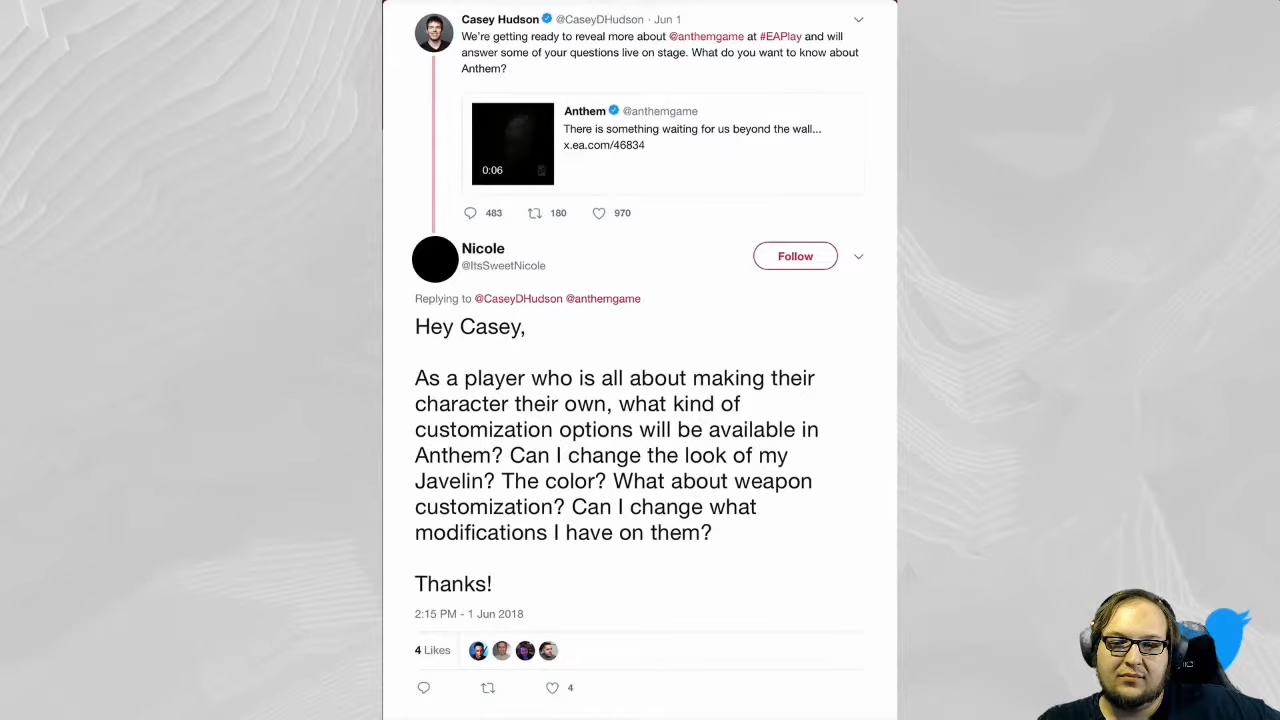 Casey Hudson @CaseyDHudson · Jun 1
We're getting ready to reveal more about @anthemgame at #EAPlay and will
answer some of your questions live on stage. What do you want to know about
Anthem?
Anthem @anthemgame
There is something waiting for us beyond the wall...
x.ea.com/46834
0:06
483 180 970
Nicole
@ItsSweetNicole
Follow
Replying to @CaseyDHudson @anthemgame
Hey Casey,
As a player who is all about making their
character their own, what kind of
customization options will be available in
Anthem? Can I change the look of my
Javelin? The color? What about weapon
customization? Can I change what
modifications I have on them?
Thanks!
2:15 PM - 1 Jun 2018
4 Likes
4